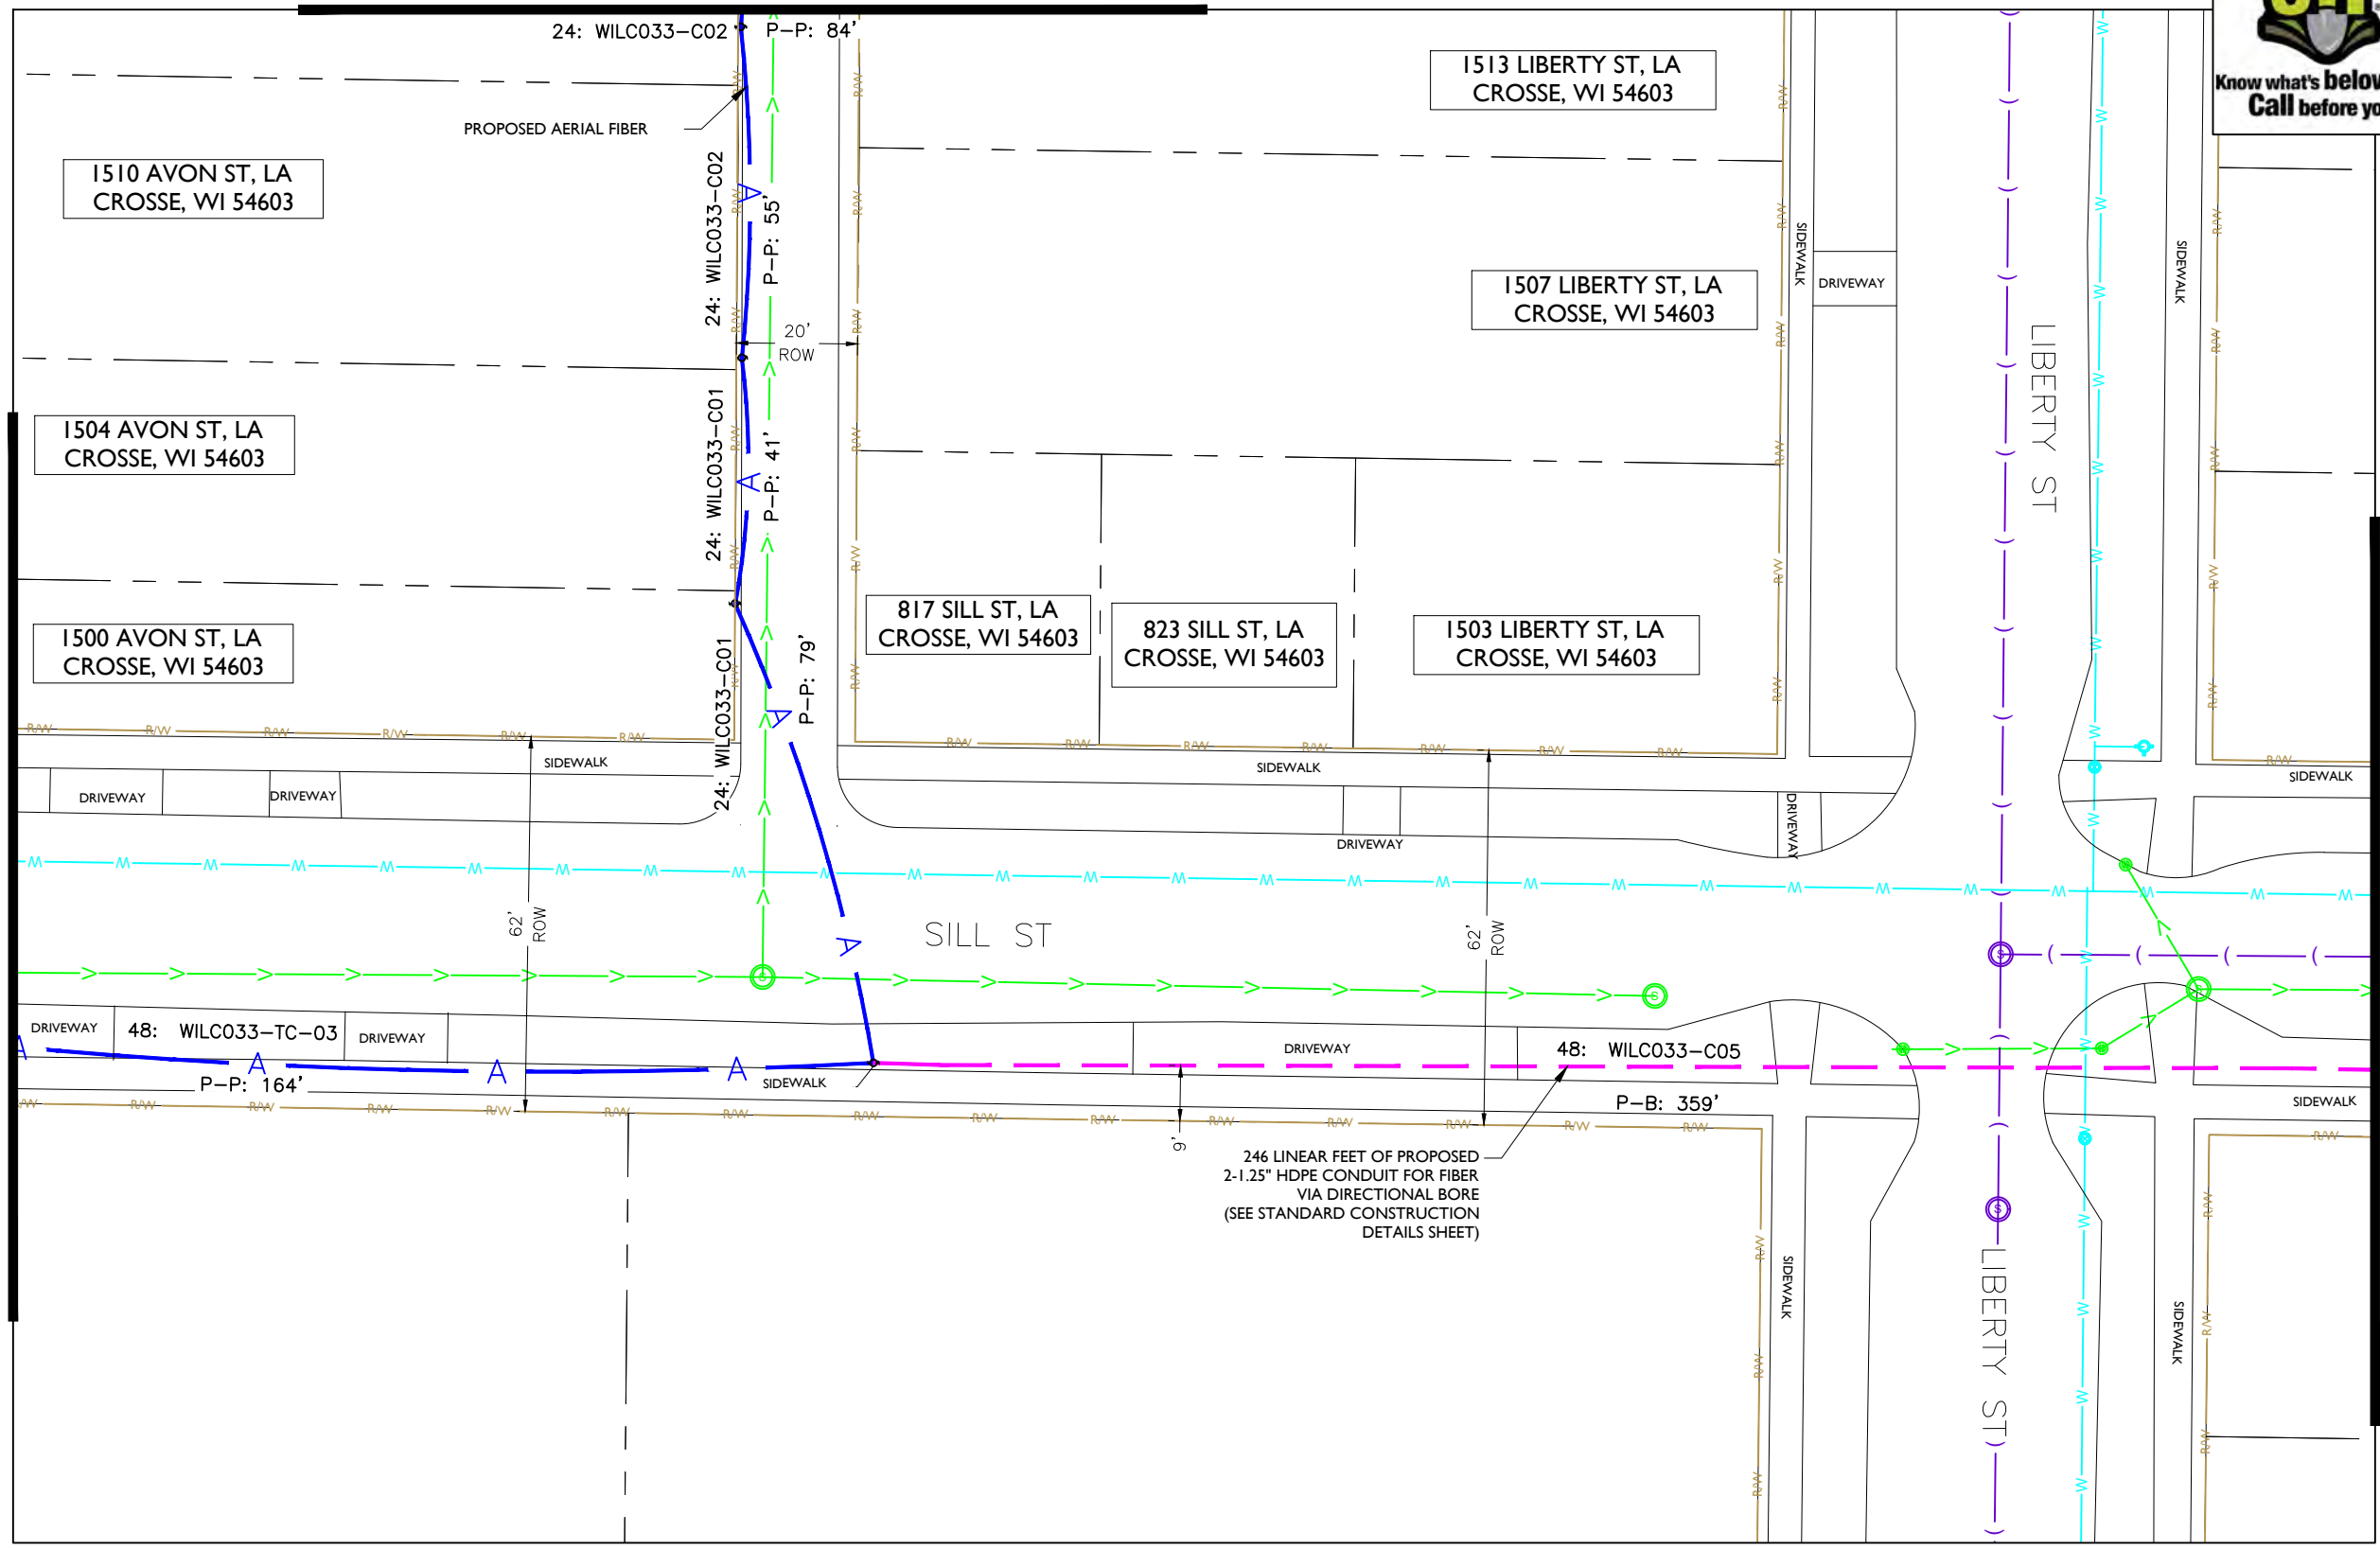 24: WILC033-C02
P-P: 84'
Know what's below
Call before yo
1513 LIBERTY ST, LA
CROSSE, WI 54603
PROPOSED AERIAL FIBER
1510 AVON ST, LA
CROSSE, WI 54603
24: WILC033-C02
P-P: 55'
20'
ROW
SIDEWALK
DRIVEWAY
SIDEWALK
1507 LIBERTY ST, LA
CROSSE, WI 54603
LIBERTY ST
1504 AVON ST, LA
CROSSE, WI 54603
24: WILC033-C01
P-P: 41'
1500 AVON ST, LA
CROSSE, WI 54603
24: WILC033-C01
P-P: 79'
817 SILL ST, LA
CROSSE, WI 54603
823 SILL ST, LA
CROSSE, WI 54603
1503 LIBERTY ST, LA
CROSSE, WI 54603
SIDEWALK
SIDEWALK
SIDEWALK
DRIVEWAY
DRIVEWAY
DRIVEWAY
DRIVEWAY
62'
ROW
SILL ST
62'
ROW
DRIVEWAY
48: WILC033-TC-03
DRIVEWAY
P-P: 164'
SIDEWALK
DRIVEWAY
48: WILC033-C05
P-B: 359'
SIDEWALK
9'
246 LINEAR FEET OF PROPOSED
2-1.25" HDPE CONDUIT FOR FIBER
VIA DIRECTIONAL BORE
(SEE STANDARD CONSTRUCTION
DETAILS SHEET)
SIDEWALK
LIBERTY ST
SIDEWALK